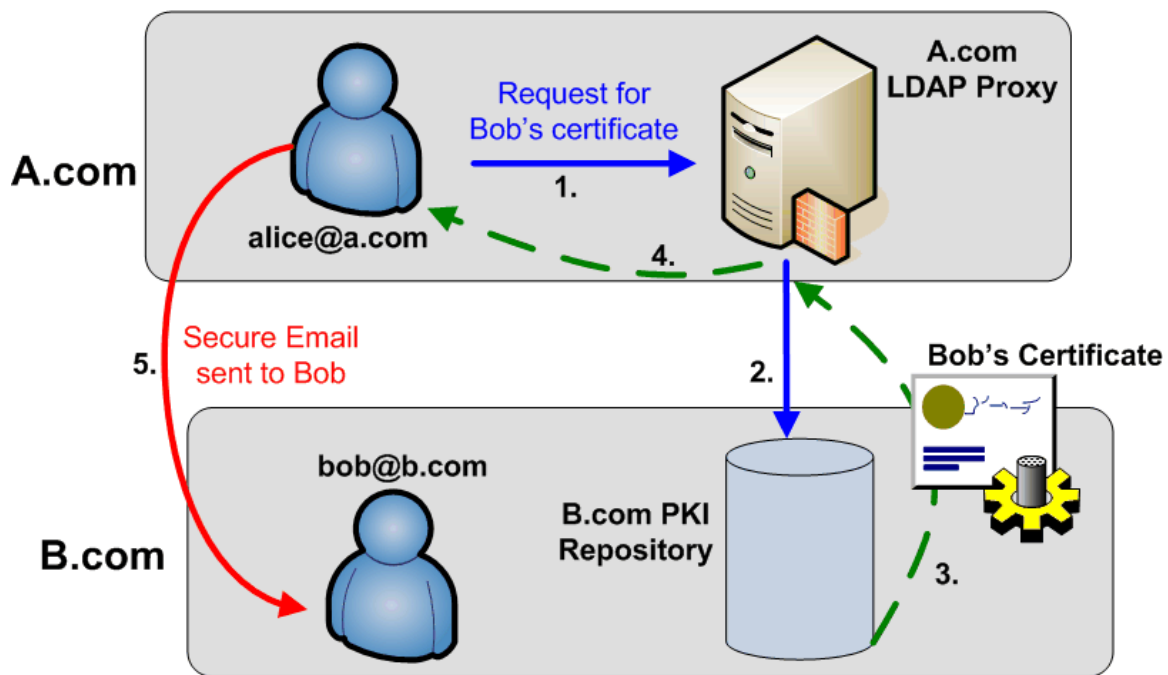 A.com
LDAP Proxy
Request for
Bob's certificate
1.
A.com
alice@a.com
4.
Secure Email
sent to Bob
5.
2.
Bob's Certificate
bob@b.com
B.com PKI
Repository
B.com
3.